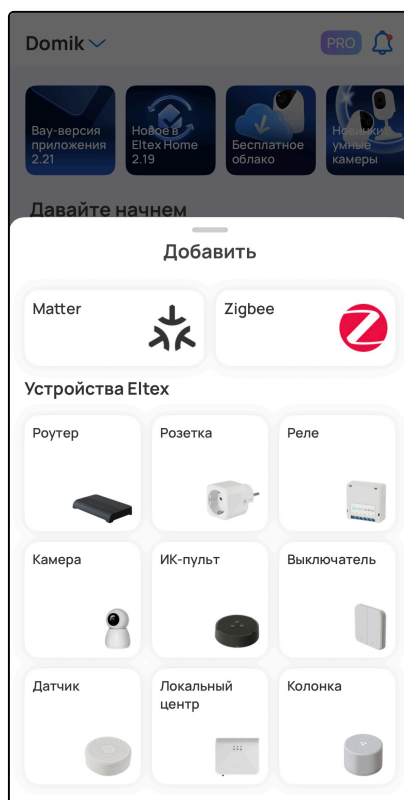 Domik
PRO
Вау-версия
приложения
2.21
Новое в
Eltex Home
2.19
Бесплатное
облако
Новинки
умные
камеры
Давайте начнем
Добавить
Matter
Zigbee
Устройства Eltex
Роутер
Розетка
Реле
Камера
ИК-пульт
Выключатель
Датчик
Локальный
центр
Колонка